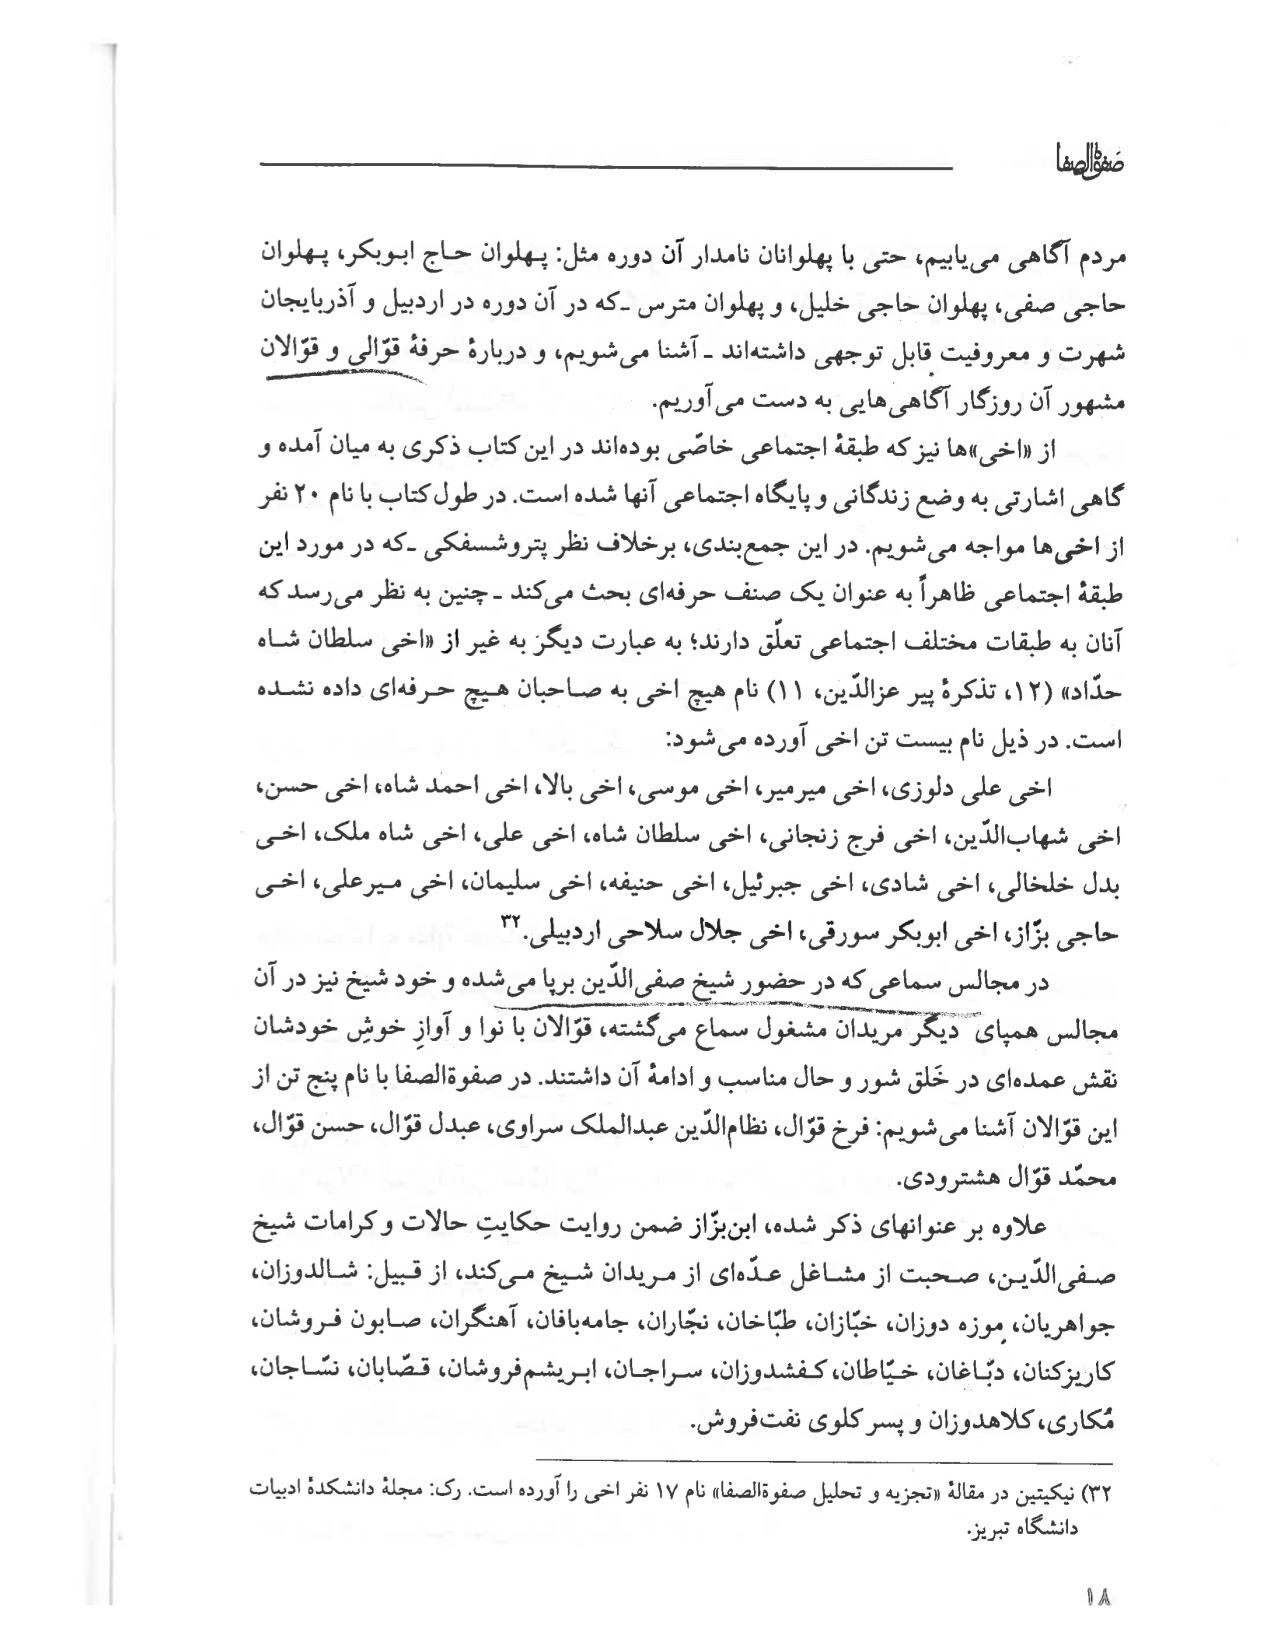 صفوةالصفا
مردم آگاهی می‌یابیم، حتی با پهلوانان نامدار آن دوره مثل: پهلوان حاج ابوبکر، پهلوان
حاجی صفی، پهلوان حاجی خلیل، و پهلوان مترس ـ‌که در آن دوره در اردبیل و آذربایجان
شهرت و معروفیت قابل توجهی داشته‌اند ـ آشنا می‌شویم، و دربارهٔ حرفهٔ قوّالی و قوّالان
مشهور آن روزگار آگاهی‌هایی به دست می‌آوریم.
از «اخی»ها نیز که طبقهٔ اجتماعی خاصّی بوده‌اند در این کتاب ذکری به میان آمده و
گاهی اشارتی به وضع زندگانی و پایگاه اجتماعی آنها شده است. در طول کتاب با نام ۲۰ نفر
از اخی‌ها مواجه می‌شویم. در این جمع‌بندی، برخلاف نظر پتروشسفکی ـ‌که در مورد این
طبقهٔ اجتماعی ظاهراً به عنوان یک صنف حرفه‌ای بحث می‌کند ـ چنین به نظر می‌رسد که
آنان به طبقات مختلف اجتماعی تعلّق دارند؛ به عبارت دیگر به غیر از «اخی سلطان شاه
حدّاد» (۱۲، تذکرهٔ پیر عزالدّین، ۱۱) نام هیچ اخی به صاحبان هیچ حرفه‌ای داده نشده
است. در ذیل نام بیست تن اخی آورده می‌شود:
اخی علی دلوزی، اخی میرمیر، اخی موسی، اخی بالا، اخی احمد شاه، اخی حسن،
اخی شهاب‌الدّین، اخی فرج زنجانی، اخی سلطان شاه، اخی علی، اخی شاه ملک، اخی
بدل خلخالی، اخی شادی، اخی جبرئیل، اخی حنیفه، اخی سلیمان، اخی میرعلی، اخی
حاجی بزّاز، اخی ابوبکر سورقی، اخی جلال سلاحی اردبیلی.۳۲
در مجالس سماعی که در حضور شیخ صفی‌الدّین برپا می‌شده و خود شیخ نیز در آن
مجالس همپای دیگر مریدان مشغول سماع می‌گشته، قوّالان با نوا و آوازِ خوشِ خودشان
نقش عمده‌ای در خَلق شور و حال مناسب و ادامهٔ آن داشتند. در صفوةالصفا با نام پنج تن از
این قوّالان آشنا می‌شویم: فرخ قوّال، نظام‌الدّین عبدالملک سراوی، عبدل قوّال، حسن قوّال،
محمّد قوّال هشترودی.
علاوه بر عنوانهای ذکر شده، ابن‌بزّاز ضمن روایت حکایتِ حالات و کرامات شیخ
صفی‌الدّین، صحبت از مشاغل عدّه‌ای از مریدان شیخ می‌کند، از قبیل: شالدوزان،
جواهریان، موزه دوزان، خبّازان، طبّاخان، نجّاران، جامه‌بافان، آهنگران، صابون فروشان،
کاریزکنان، دبّاغان، خیّاطان، کفشدوزان، سراجان، ابریشم‌فروشان، قصّابان، نسّاجان،
مُکاری، کلاهدوزان و پسر کلوی نفت‌فروش.
۳۲) نیکیتین در مقالهٔ «تجزیه و تحلیل صفوةالصفا» نام ۱۷ نفر اخی را آورده است. رک: مجلهٔ دانشکدهٔ ادبیات
دانشگاه تبریز.
۱۸